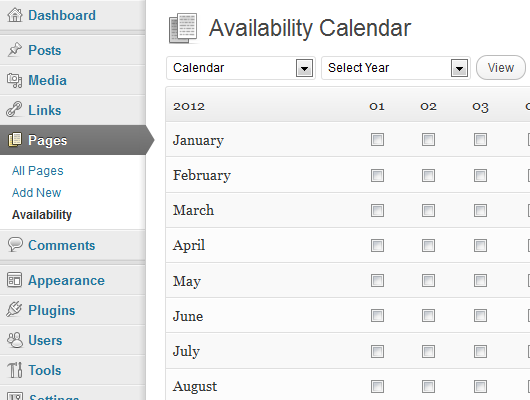 Dashboard
Posts
Media
Links
Pages
All Pages
Add New
Availability
Comments
Appearance
Plugins
Users
Tools
Settings
Availability Calendar
Calendar Select Year View
2012 01 02 03
January
February
March
April
May
June
July
August